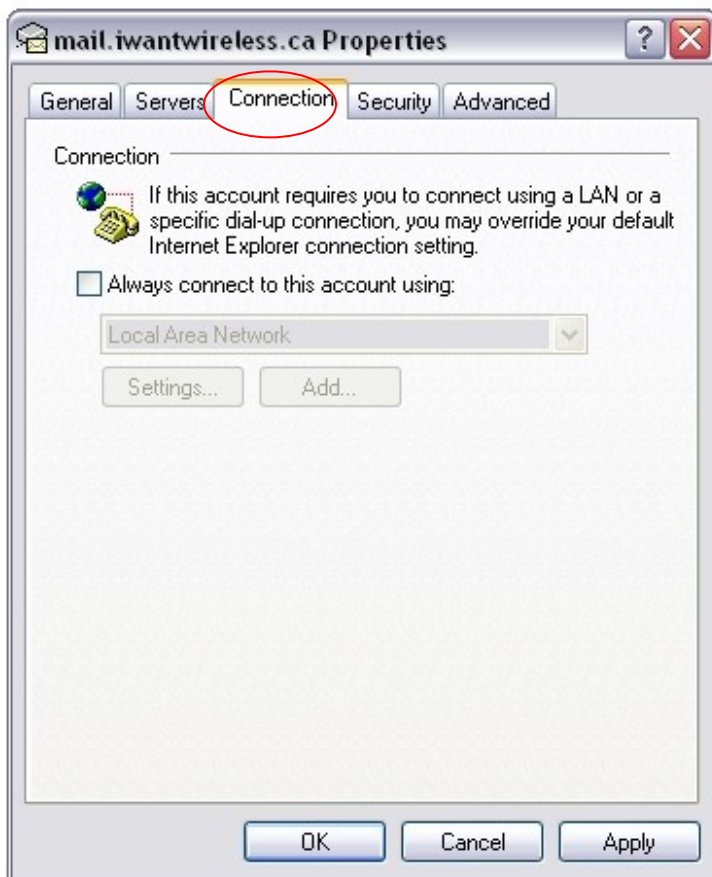 mail.iwantwireless.ca Properties
?
General Servers Connection Security Advanced
Connection
If this account requires you to connect using a LAN or a
specific dial-up connection, you may override your default
Internet Explorer connection setting.
Always connect to this account using:
Local Area Network
Settings... Add...
OK Cancel Apply